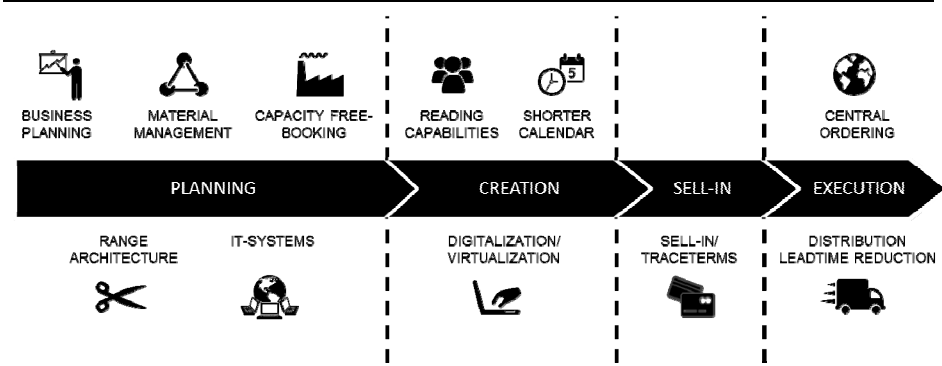 BUSINESS
PLANNING
MATERIAL
MANAGEMENT
CAPACITY FREE-
BOOKING
READING
CAPABILITIES
5
SHORTER
CALENDAR
CENTRAL
ORDERING
PLANNING
CREATION
SELL-IN
EXECUTION
RANGE
ARCHITECTURE
IT-SYSTEMS
DIGITALIZATION/
VIRTUALIZATION
SELL-IN/
TRACETERMS
DISTRIBUTION
LEADTIME REDUCTION